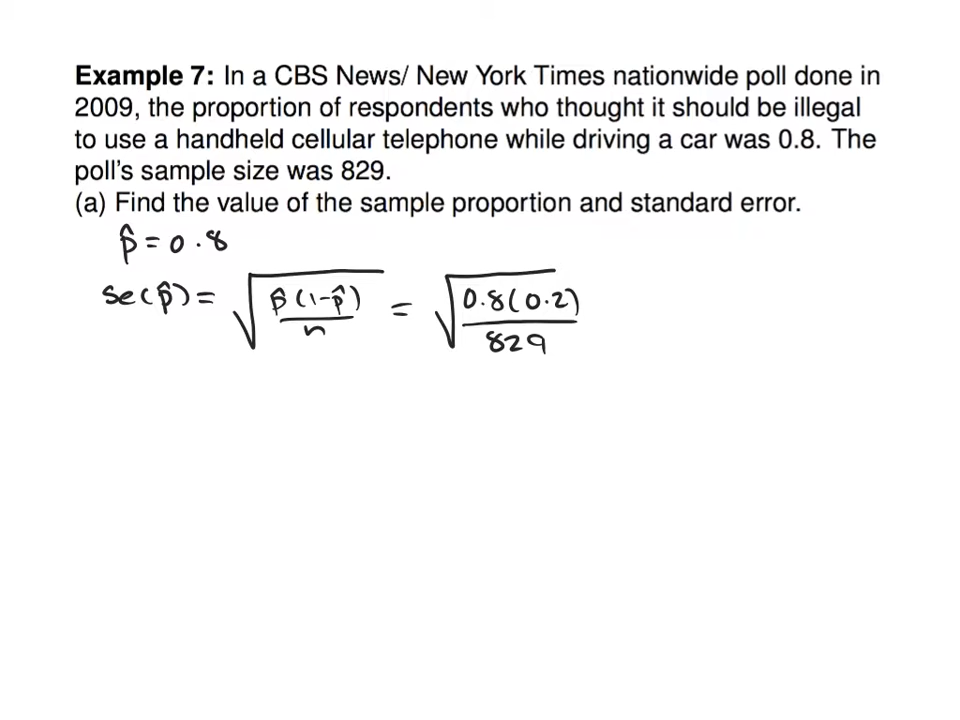 Example 7: In a CBS News/ New York Times nationwide poll done in
2009, the proportion of respondents who thought it should be illegal
to use a handheld cellular telephone while driving a car was 0.8. The
poll's sample size was 829.
(a) Find the value of the sample proportion and standard error.
p̂ = 0.8
se(p̂) = √(p̂(1-p̂)/n) = √(0.8(0.2)/829)